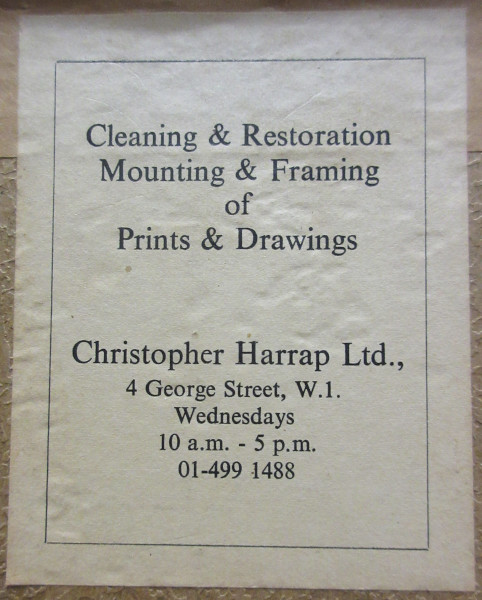 Cleaning & Restoration
Mounting & Framing
of
Prints & Drawings
Christopher Harrap Ltd.,
4 George Street, W.1.
Wednesdays
10 a.m. - 5 p.m.
01-499 1488